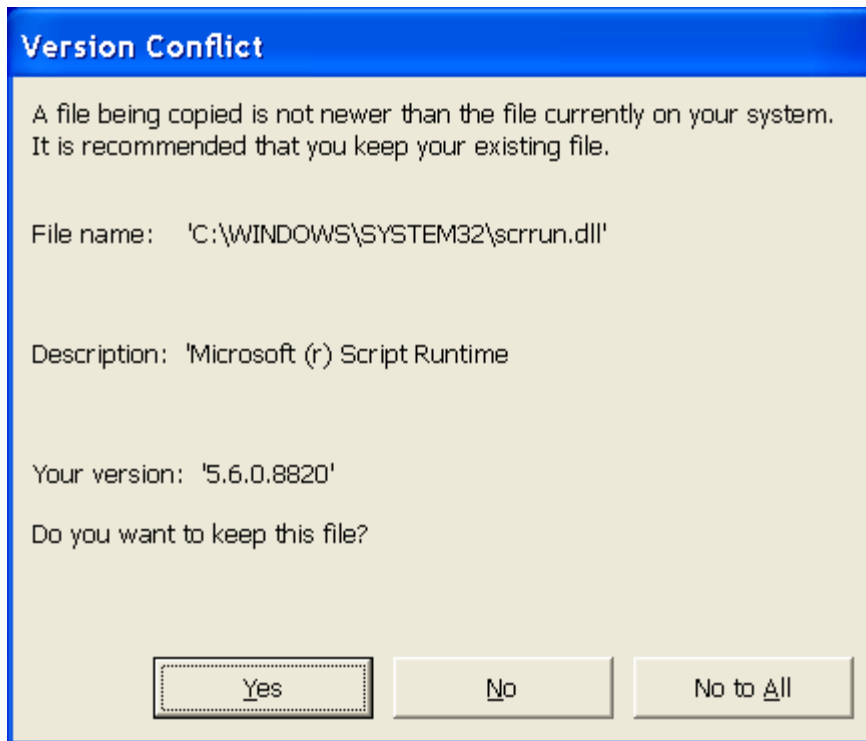 Version Conflict
A file being copied is not newer than the file currently on your system.
It is recommended that you keep your existing file.
File name: 'C:\WINDOWS\SYSTEM32\scrrun.dll'
Description: 'Microsoft (r) Script Runtime
Your version: '5.6.0.8820'
Do you want to keep this file?
Yes No No to All